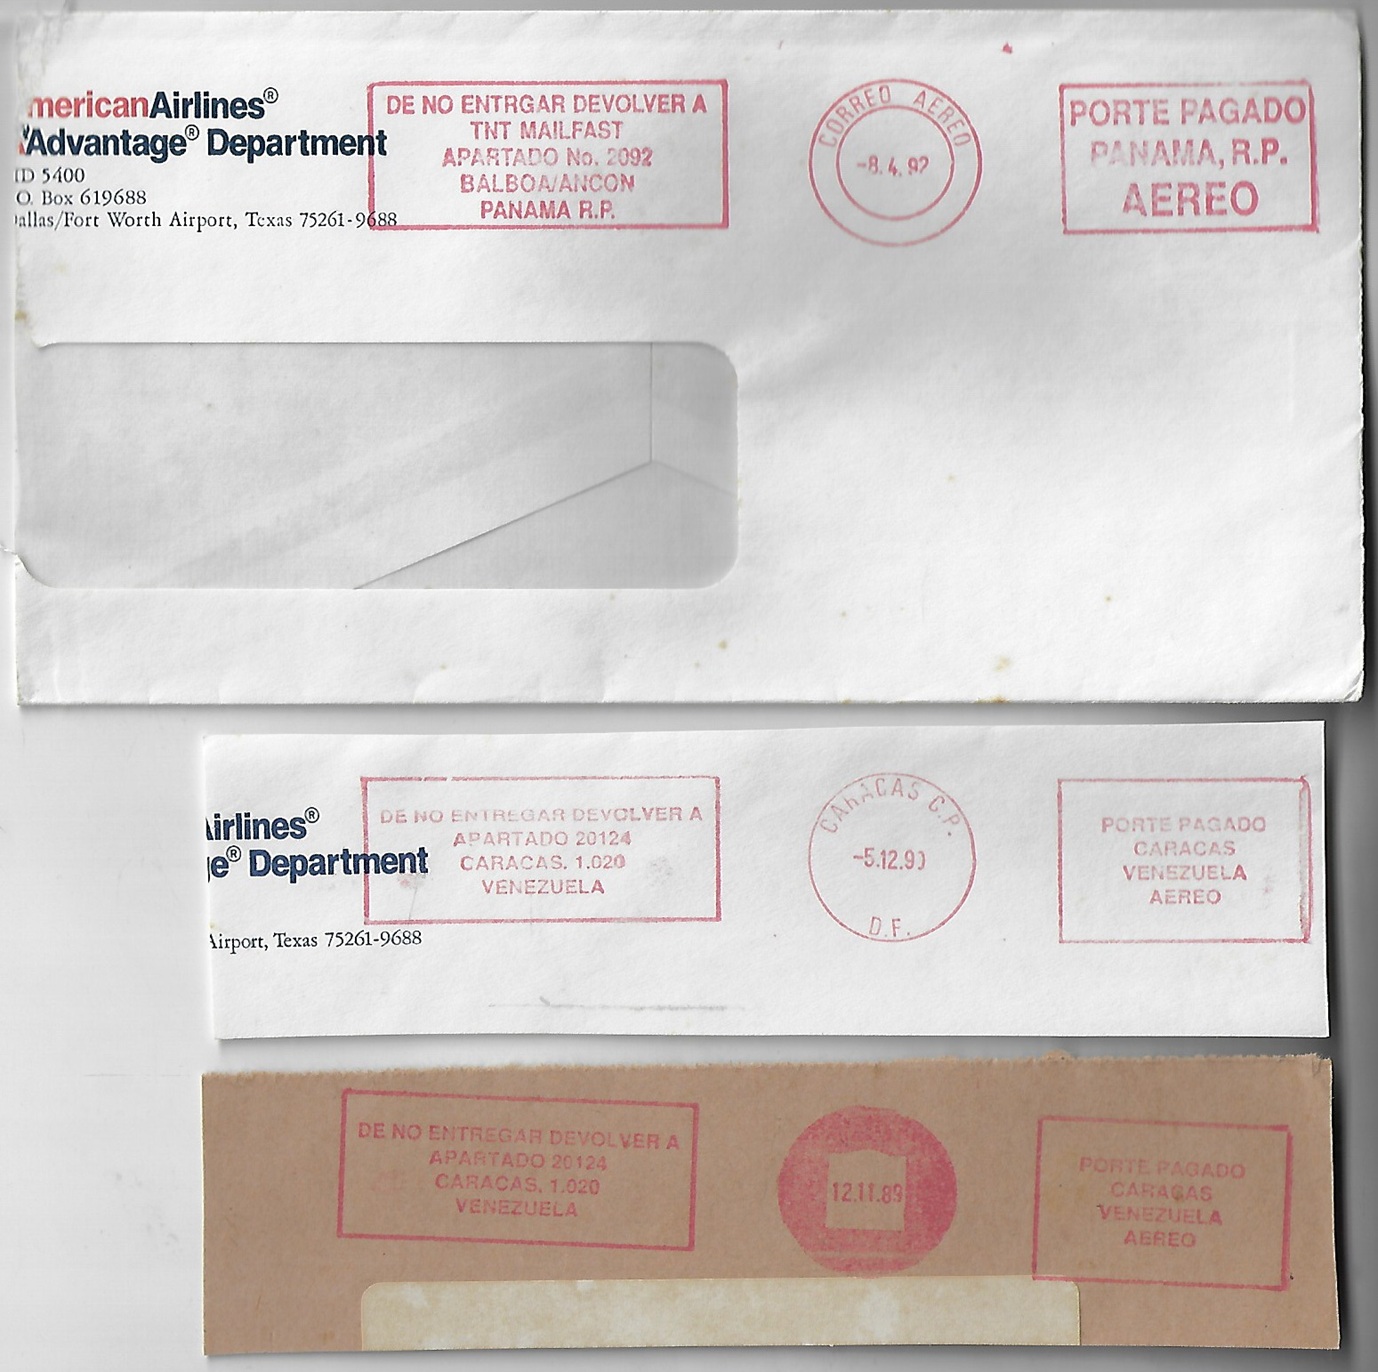 mericanAirlines®
'Advantage® Department
ID 5400
O. Box 619688
allas/Fort Worth Airport, Texas 75261-9688
DE NO ENTRGAR DEVOLVER A
TNT MAILFAST
APARTADO No. 2092
BALBOA/ANCON
PANAMA R.P.
CORREO AEREO
-8.4.92
PORTE PAGADO
PANAMA, R.P.
AEREO
Airlines®
ge® Department
Airport, Texas 75261-9688
DE NO ENTREGAR DEVOLVER A
APARTADO 20124
CARACAS. 1.020
VENEZUELA
CARACAS C.P.
-5.12.90
D.F.
PORTE PAGADO
CARACAS
VENEZUELA
AEREO
DE NO ENTREGAR DEVOLVER A
APARTADO 20124
CARACAS. 1.020
VENEZUELA
12.11.89
PORTE PAGADO
CARACAS
VENEZUELA
AEREO